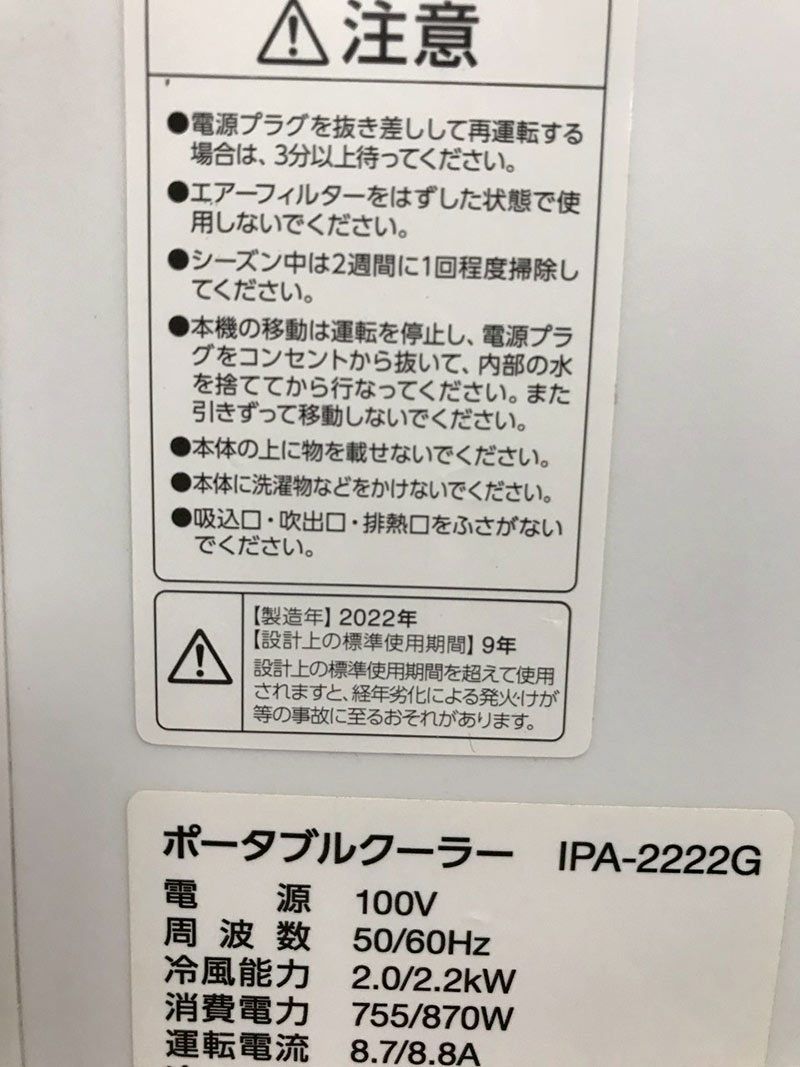 注意
●電源プラグを抜き差しして再運転する
場合は、3分以上待ってください。
●エアーフィルターをはずした状態で使
用しないでください。
●シーズン中は2週間に1回程度掃除し
てください。
●本機の移動は運転を停止し、電源プラ
グをコンセントから抜いて、内部の水
を捨ててから行なってください。また
引きずって移動しないでください。
●本体の上に物を載せないでください。
●本体に洗濯物などをかけないでください。
●吸込口・吹出口・排熱口をふさがない
でください。
【製造年】2022年
【設計上の標準使用期間】9年
設計上の標準使用期間を超えて使用
されますと、経年劣化による発火・けが
等の事故に至るおそれがあります。
ポータブルクーラー IPA-2222G
電源 100V
周波数 50/60Hz
冷風能力 2.0/2.2kW
消費電力 755/870W
運転電流 8.7/8.8A